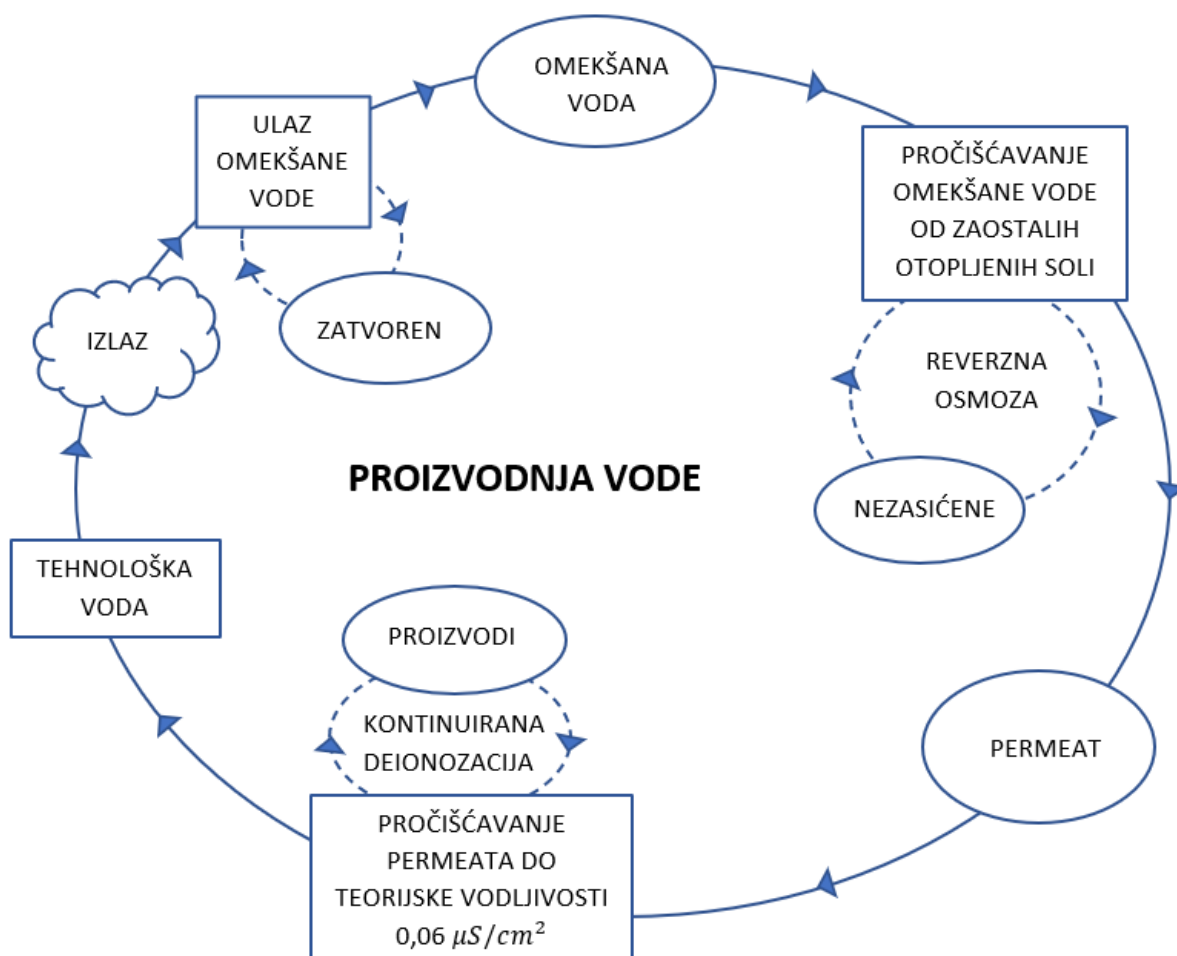 OMEKŠANA
VODA
ULAZ
OMEKŠANE
VODE
PROČIŠĆAVANJE
OMEKŠANE VODE
OD ZAOSTALIH
OTOPLJENIH SOLI
IZLAZ
ZATVOREN
REVERZNA
OSMOZA
PROIZVODNJA VODE
NEZASIĆENE
TEHNOLOŠKA
VODA
PROIZVODI
KONTINUIRANA
DEIONOZACIJA
PERMEAT
PROČIŠĆAVANJE
PERMEATA DO
TEORIJSKE VODLJIVOSTI
0,06 μS/cm²